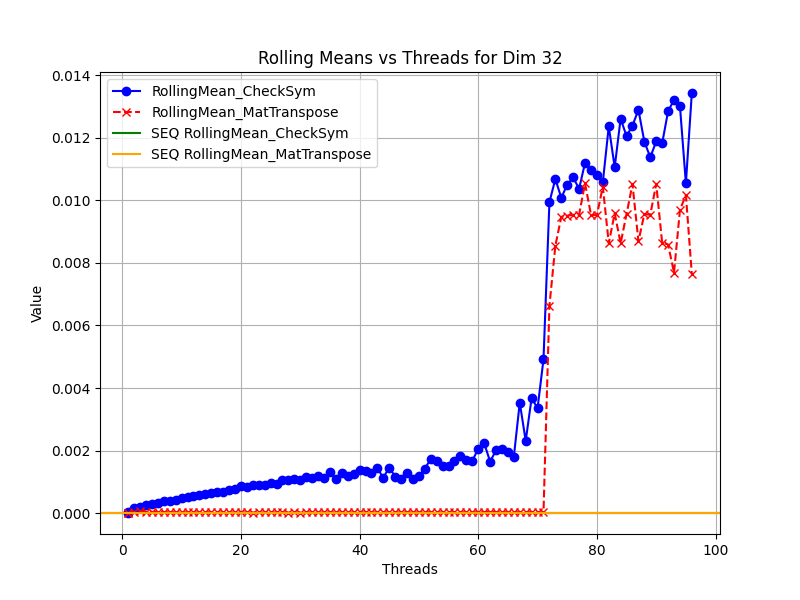 Rolling Means vs Threads for Dim 32
RollingMean_CheckSym
RollingMean_MatTranspose
SEQ RollingMean_CheckSym
SEQ RollingMean_MatTranspose
0.014
0.012
0.010
0.008
0.006
0.004
0.002
0.000
Value
0 20 40 60 80 100
Threads